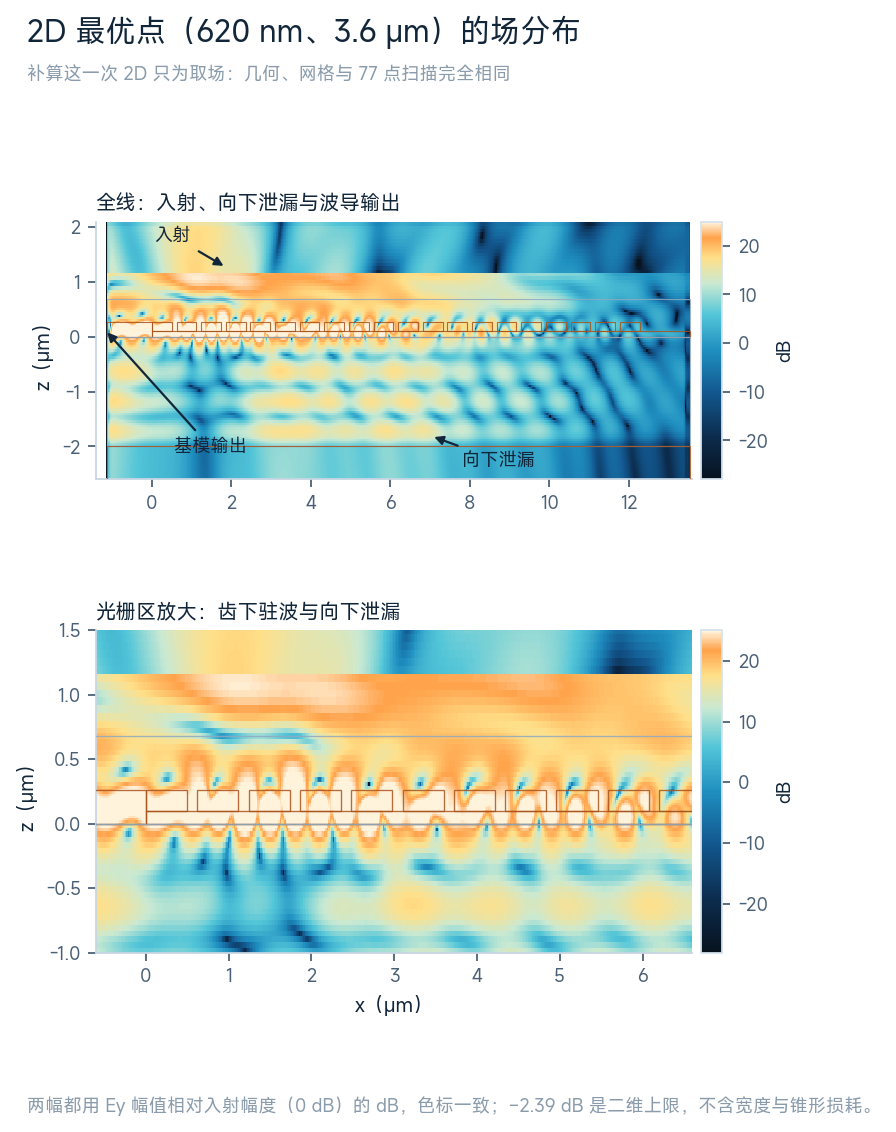 2D 最优点（620 nm、3.6 μm）的场分布
补算这一次 2D 只为取场：几何、网格与 77 点扫描完全相同
全线：入射、向下泄漏与波导输出
入射
基模输出
向下泄漏
2
1
0
−1
−2
z（μm）
0
2
4
6
8
10
12
20
10
0
−10
−20
dB
光栅区放大：齿下驻波与向下泄漏
1.5
1.0
0.5
0.0
−0.5
−1.0
z（μm）
0
1
2
3
4
5
6
x（μm）
20
10
0
−10
−20
dB
两幅都用 Ey 幅值相对入射幅度（0 dB）的 dB，色标一致；−2.39 dB 是二维上限，不含宽度与锥形损耗。